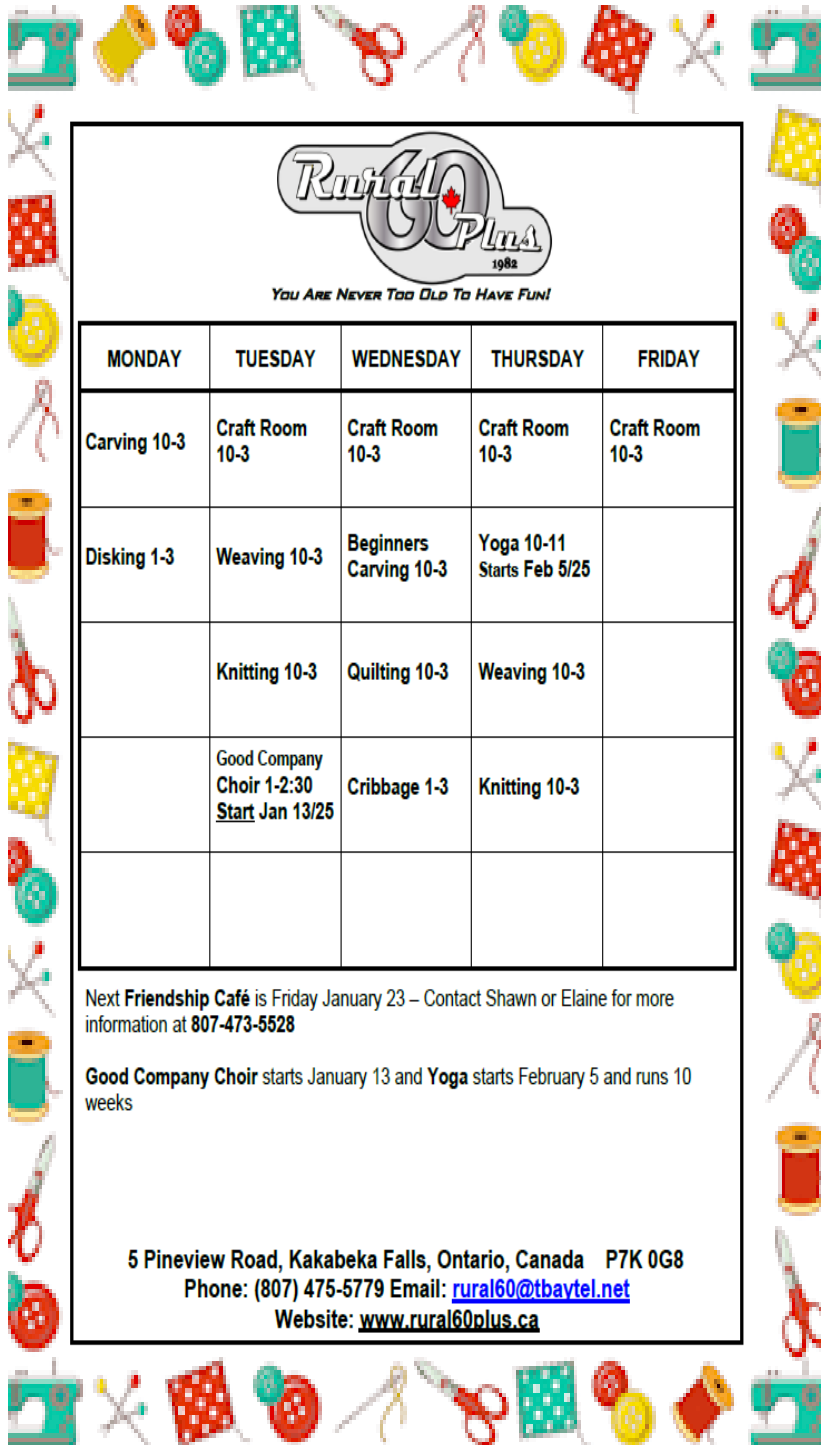 Rural 60 Plus
1982
You Are Never Too Old To Have Fun!
MONDAY TUESDAY WEDNESDAY THURSDAY FRIDAY
Carving 10-3
Craft Room
10-3
Craft Room
10-3
Craft Room
10-3
Craft Room
10-3
Disking 1-3
Weaving 10-3
Beginners
Carving 10-3
Yoga 10-11
Starts Feb 5/25
Knitting 10-3
Quilting 10-3
Weaving 10-3
Good Company
Choir 1-2:30
Start Jan 13/25
Cribbage 1-3
Knitting 10-3
Next Friendship Café is Friday January 23 – Contact Shawn or Elaine for more
information at 807-473-5528
Good Company Choir starts January 13 and Yoga starts February 5 and runs 10
weeks
5 Pineview Road, Kakabeka Falls, Ontario, Canada P7K 0G8
Phone: (807) 475-5779 Email: rural60@tbaytel.net
Website: www.rural60plus.ca